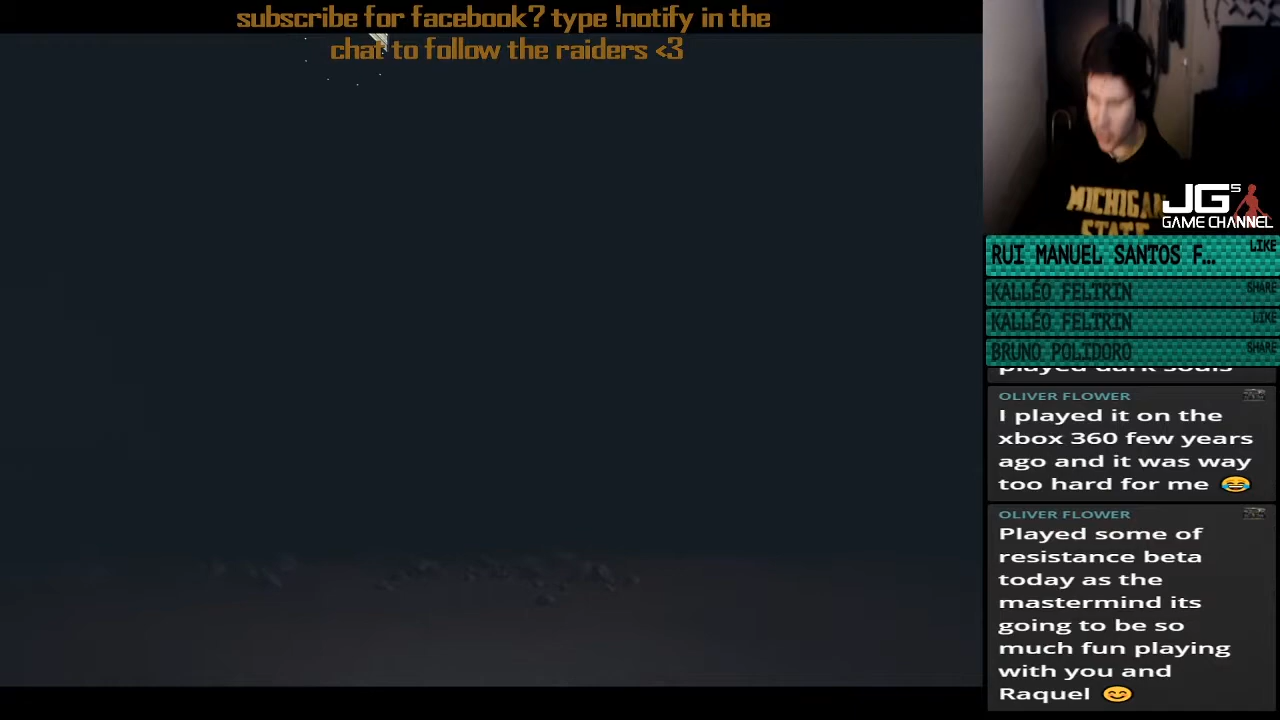 subscribe for facebook? type !notify in the
chat to follow the raiders <3
MICHIGAN
STATE
JG5
GAME CHANNEL
RUI MANUEL SANTOS F... LIKE
KALLÉO FELTRIN SHARE
KALLÉO FELTRIN LIKE
BRUNO POLIDORO SHARE
played dark souls
OLIVER FLOWER
I played it on the
xbox 360 few years
ago and it was way
too hard for me 😂
OLIVER FLOWER
Played some of
resistance beta
today as the
mastermind its
going to be so
much fun playing
with you and
Raquel 😊